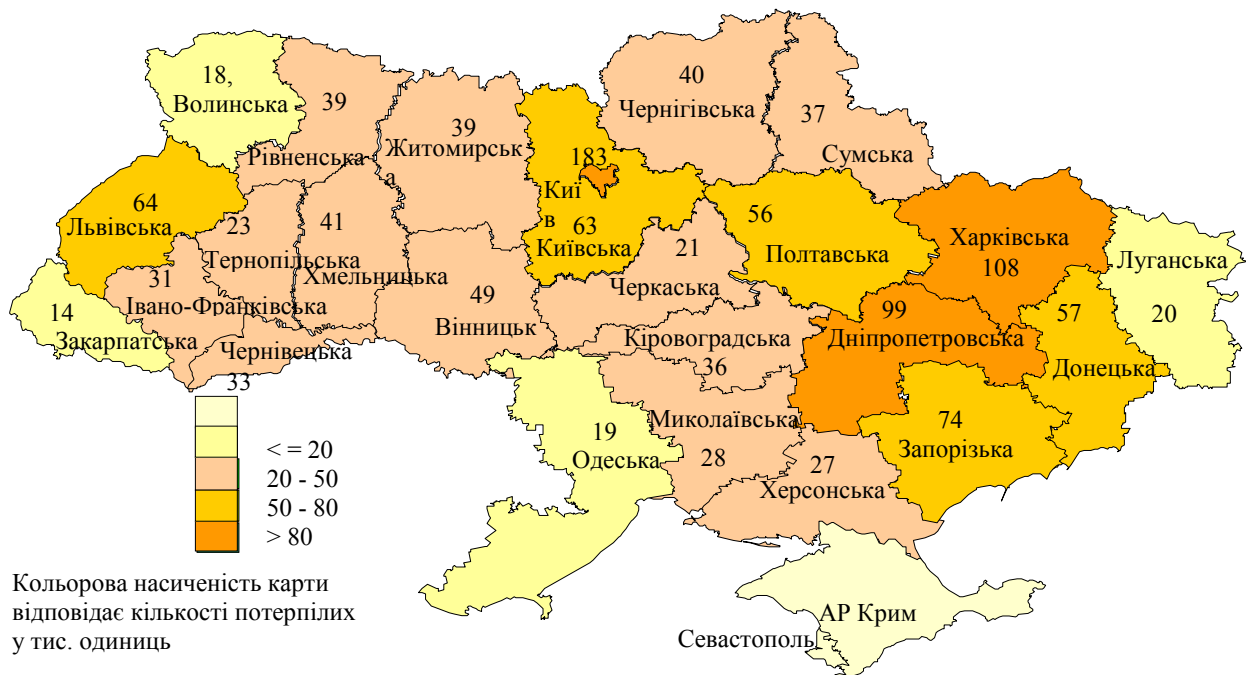 18,
Волинська
39
Рівненська
39
Житомирськ
а
40
Чернігівська
37
Сумська
183
Киї
в
63
Київська
64
Львівська
23
Тернопільська
41
Хмельницька
56
Полтавська
Харківська
108
Луганська
20
21
Черкаська
31
Івано-Франківська
14
Закарпатська
49
Вінницьк
99
Дніпропетровська
57
Донецька
Кіровоградська
36
Чернівецька
33
Миколаївська
28
74
Запорізька
19
Одеська
27
Херсонська
< = 20
20 - 50
50 - 80
> 80
Кольорова насиченість карти
відповідає кількості потерпілих
у тис. одиниць
АР Крим
Севастополь